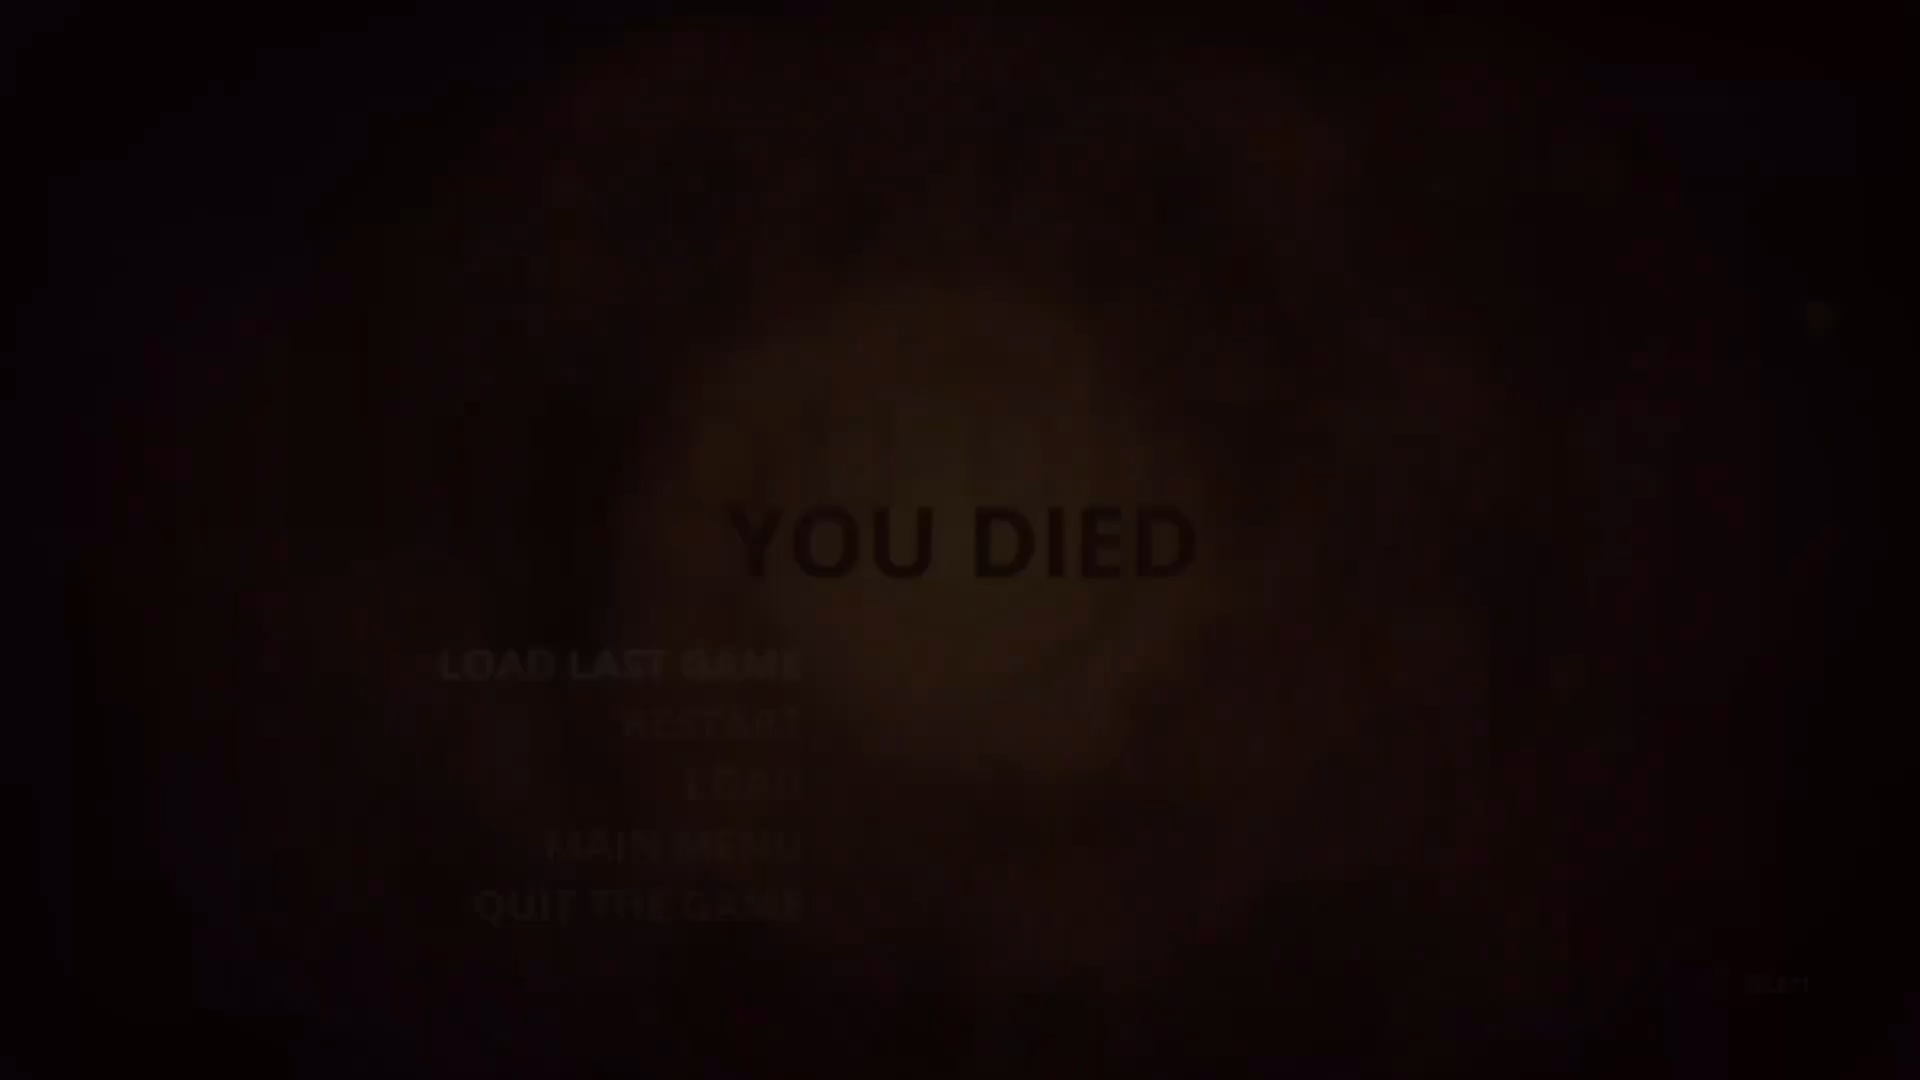 YOU DIED
LOAD LAST GAME
RESTART
LOAD
MAIN MENU
QUIT THE GAME